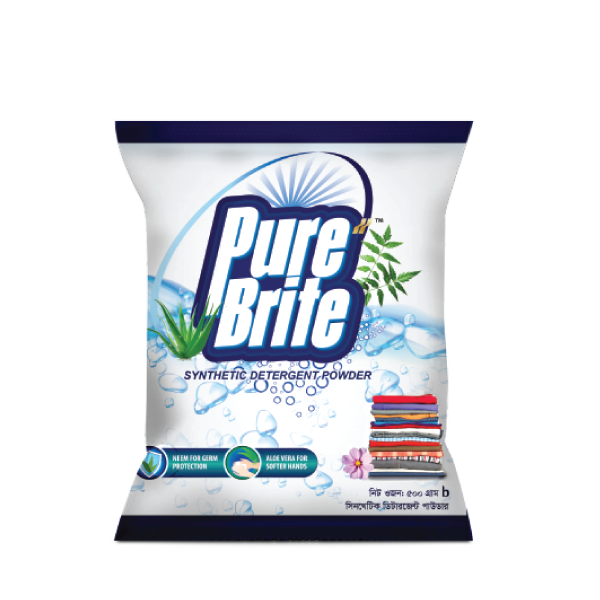 Pure
Brite
TM
SYNTHETIC DETERGENT POWDER
NEEM FOR GERM
PROTECTION
ALOE VERA FOR
SOFTER HANDS
নিট ওজন: ৫০০ গ্রাম b
সিনথেটিক ডিটারজেন্ট পাউডার